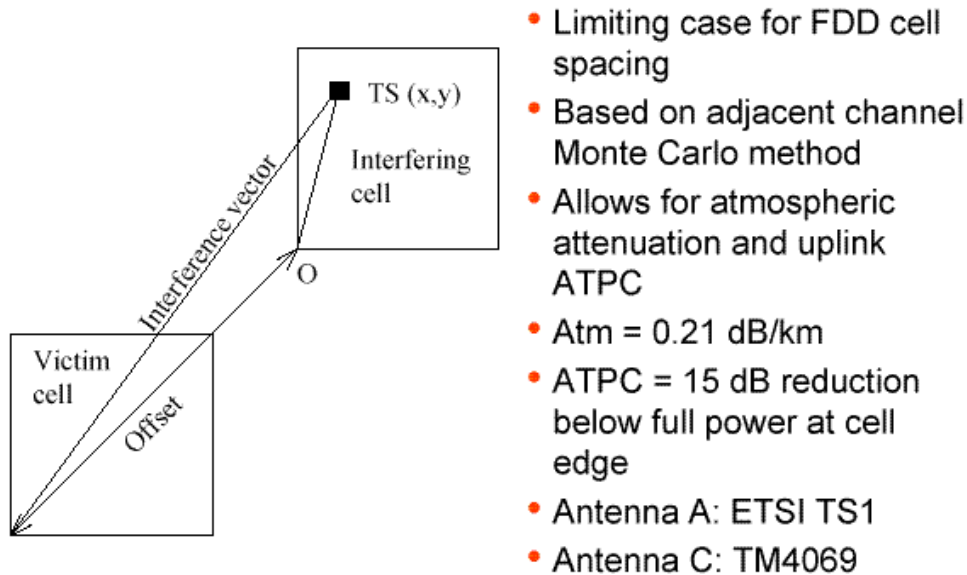 TS (x,y)
Interfering
cell
Interference vector
O
Victim
cell
Offset
• Limiting case for FDD cell
spacing
• Based on adjacent channel
Monte Carlo method
• Allows for atmospheric
attenuation and uplink
ATPC
• Atm = 0.21 dB/km
• ATPC = 15 dB reduction
below full power at cell
edge
• Antenna A: ETSI TS1
• Antenna C: TM4069